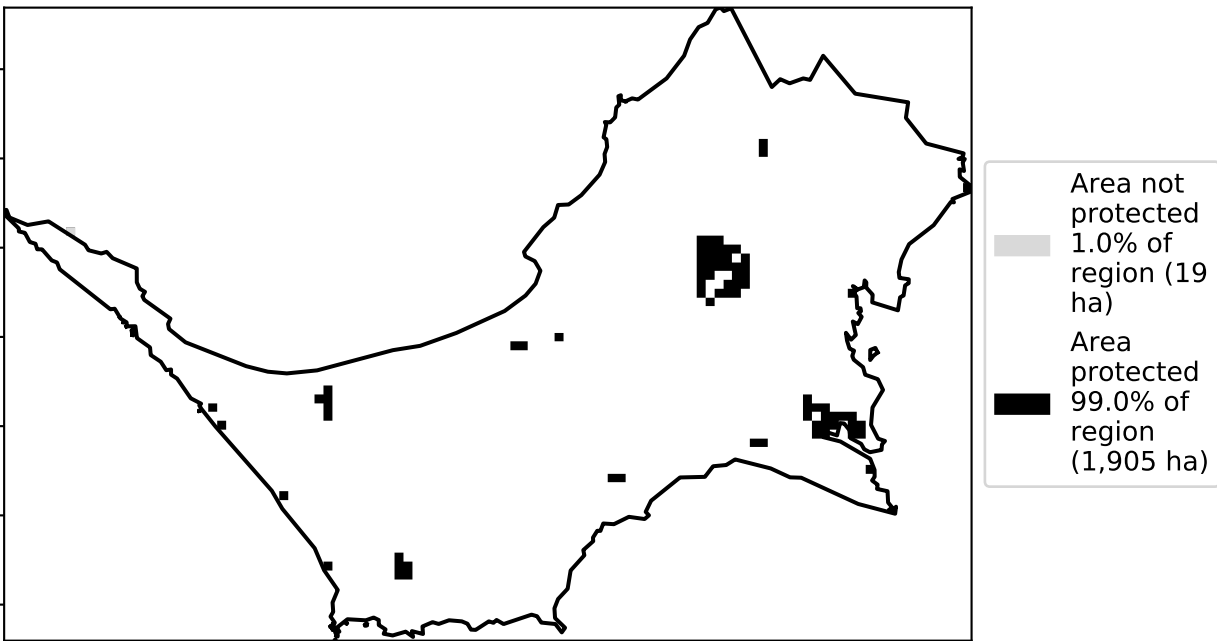 Area not
protected
1.0% of
region (19
ha)
Area
protected
99.0% of
region
(1,905 ha)